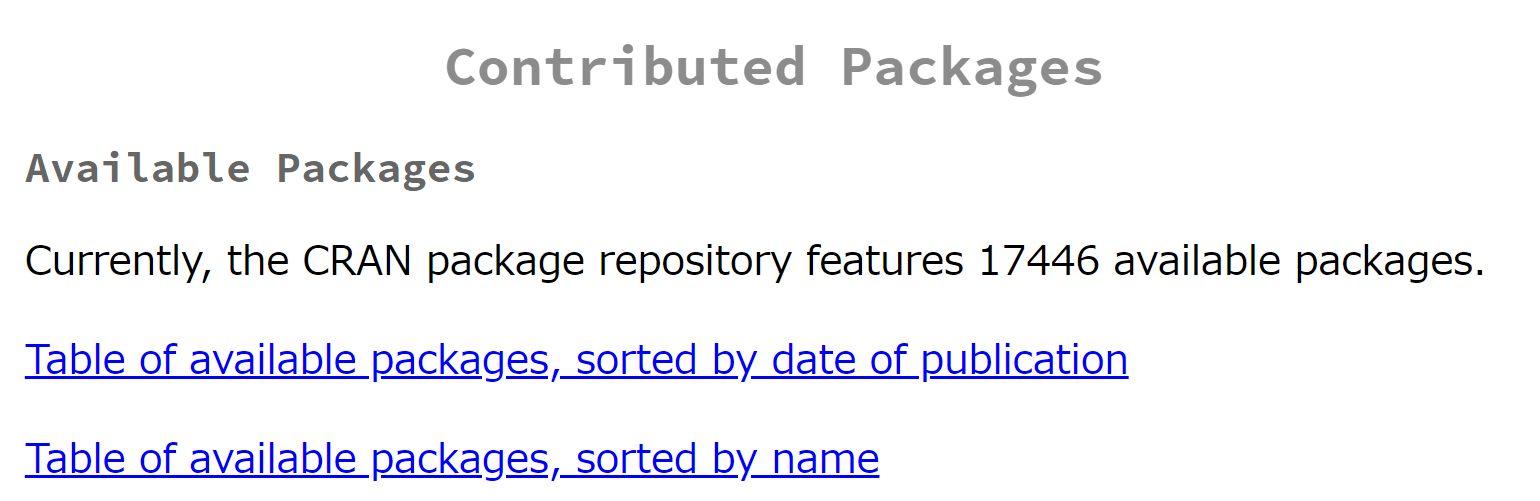 Contributed Packages
Available Packages
Currently, the CRAN package repository features 17446 available packages.
Table of available packages, sorted by date of publication
Table of available packages, sorted by name